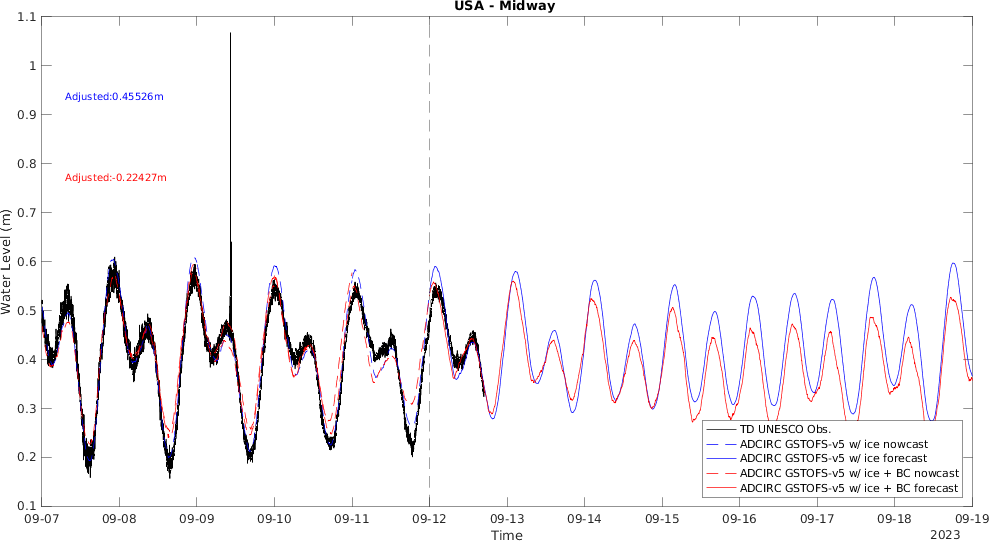 USA - Midway
1.1
1
0.9
0.8
0.7
0.6
0.5
0.4
0.3
0.2
0.1
Water Level (m)
Adjusted:0.45526m
Adjusted:-0.22427m
TD UNESCO Obs.
ADCIRC GSTOFS-v5 w/ ice nowcast
ADCIRC GSTOFS-v5 w/ ice forecast
ADCIRC GSTOFS-v5 w/ ice + BC nowcast
ADCIRC GSTOFS-v5 w/ ice + BC forecast
09-07 09-08 09-09 09-10 09-11 09-12 09-13 09-14 09-15 09-16 09-17 09-18 09-19
Time
2023